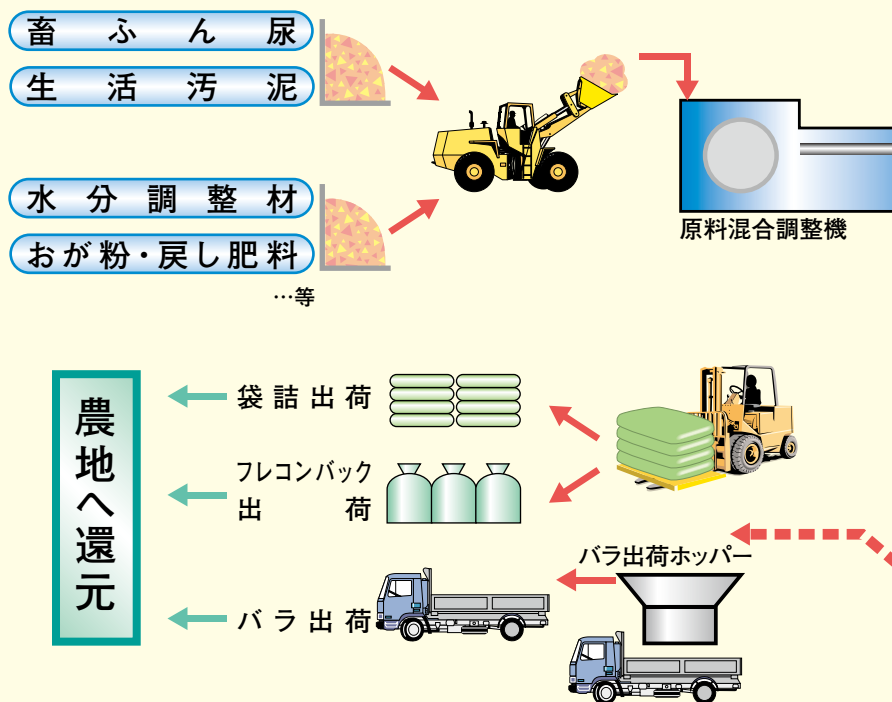 畜ふん尿
生活汚泥
水分調整材
おが粉・戻し肥料
…等
原料混合調整機
農地へ還元
袋詰出荷
フレコンバック
出荷
バラ出荷
バラ出荷ホッパー